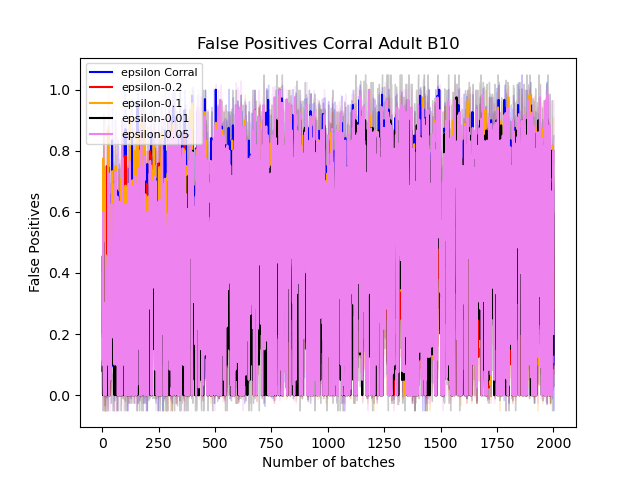 False Positives Corral Adult B10
epsilon Corral
epsilon-0.2
epsilon-0.1
epsilon-0.01
epsilon-0.05
1.0
0.8
0.6
0.4
0.2
0.0
False Positives
0 250 500 750 1000 1250 1500 1750 2000
Number of batches